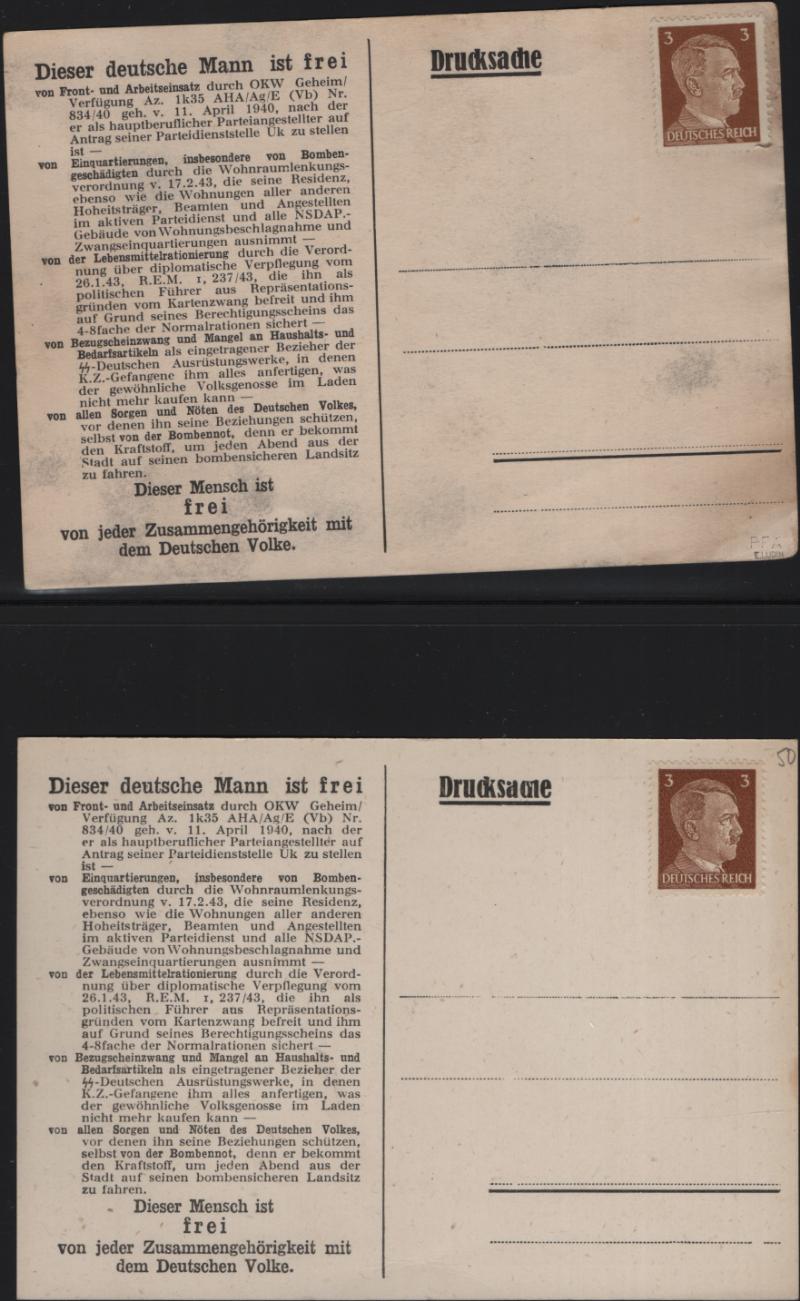 Dieser deutsche Mann ist frei
von Front- und Arbeitseinsatz durch OKW Geheim/
Verfügung Az. 1k35 AHA/Ag/E (Vb) Nr.
834/40 geh. v. 11. April 1940, nach der
er als hauptberuflicher Parteiangestellter auf
Antrag seiner Parteidienststelle Uk zu stellen
ist —
von Einquartierungen, insbesondere von Bomben-
geschädigten durch die Wohnraumlenkungs-
verordnung v. 17.2.43, die seine Residenz,
ebenso wie die Wohnungen aller anderen
Hoheitsträger, Beamten und Angestellten
im aktiven Parteidienst und alle NSDAP.-
Gebäude von Wohnungsbeschlagnahme und
Zwangseinquartierungen ausnimmt —
von der Lebensmittelrationierung durch die Verord-
nung über diplomatische Verpflegung vom
26.1.43, R.E.M. I, 237/43, die ihn als
politischen Führer aus Repräsentations-
gründen vom Kartenzwang befreit und ihm
auf Grund seines Berechtigungsscheins das
4-8fache der Normalrationen sichert —
von Bezugscheinzwang und Mangel an Haushalts- und
Bedarfsartikeln als eingetragener Bezieher der
ᛋᛋ-Deutschen Ausrüstungswerke, in denen
K.Z.-Gefangene ihm alles anfertigen, was
der gewöhnliche Volksgenosse im Laden
nicht mehr kaufen kann —
von allen Sorgen und Nöten des Deutschen Volkes,
vor denen ihn seine Beziehungen schützen,
selbst von der Bombennot, denn er bekommt
den Kraftstoff, um jeden Abend aus der
Stadt auf seinen bombensicheren Landsitz
zu fahren.
Dieser Mensch ist
frei
von jeder Zusammengehörigkeit mit
dem Deutschen Volke.
Drucksache
3 3
DEUTSCHES REICH
PFA
E. LUDIN
Dieser deutsche Mann ist frei
von Front- und Arbeitseinsatz durch OKW Geheim/
Verfügung Az. 1k35 AHA/Ag/E (Vb) Nr.
834/40 geh. v. 11. April 1940, nach der
er als hauptberuflicher Parteiangestellter auf
Antrag seiner Parteidienststelle Uk zu stellen
ist —
von Einquartierungen, insbesondere von Bomben-
geschädigten durch die Wohnraumlenkungs-
verordnung v. 17.2.43, die seine Residenz,
ebenso wie die Wohnungen aller anderen
Hoheitsträger, Beamten und Angestellten
im aktiven Parteidienst und alle NSDAP.-
Gebäude von Wohnungsbeschlagnahme und
Zwangseinquartierungen ausnimmt —
von der Lebensmittelrationierung durch die Verord-
nung über diplomatische Verpflegung vom
26.1.43, R.E.M. I, 237/43, die ihn als
politischen Führer aus Repräsentations-
gründen vom Kartenzwang befreit und ihm
auf Grund seines Berechtigungsscheins das
4-8fache der Normalrationen sichert —
von Bezugscheinzwang und Mangel an Haushalts- und
Bedarfsartikeln als eingetragener Bezieher der
ᛋᛋ-Deutschen Ausrüstungswerke, in denen
K.Z.-Gefangene ihm alles anfertigen, was
der gewöhnliche Volksgenosse im Laden
nicht mehr kaufen kann —
von allen Sorgen und Nöten des Deutschen Volkes,
vor denen ihn seine Beziehungen schützen,
selbst von der Bombennot, denn er bekommt
den Kraftstoff, um jeden Abend aus der
Stadt auf seinen bombensicheren Landsitz
zu fahren.
Dieser Mensch ist
frei
von jeder Zusammengehörigkeit mit
dem Deutschen Volke.
Drucksache
50
3 3
DEUTSCHES REICH